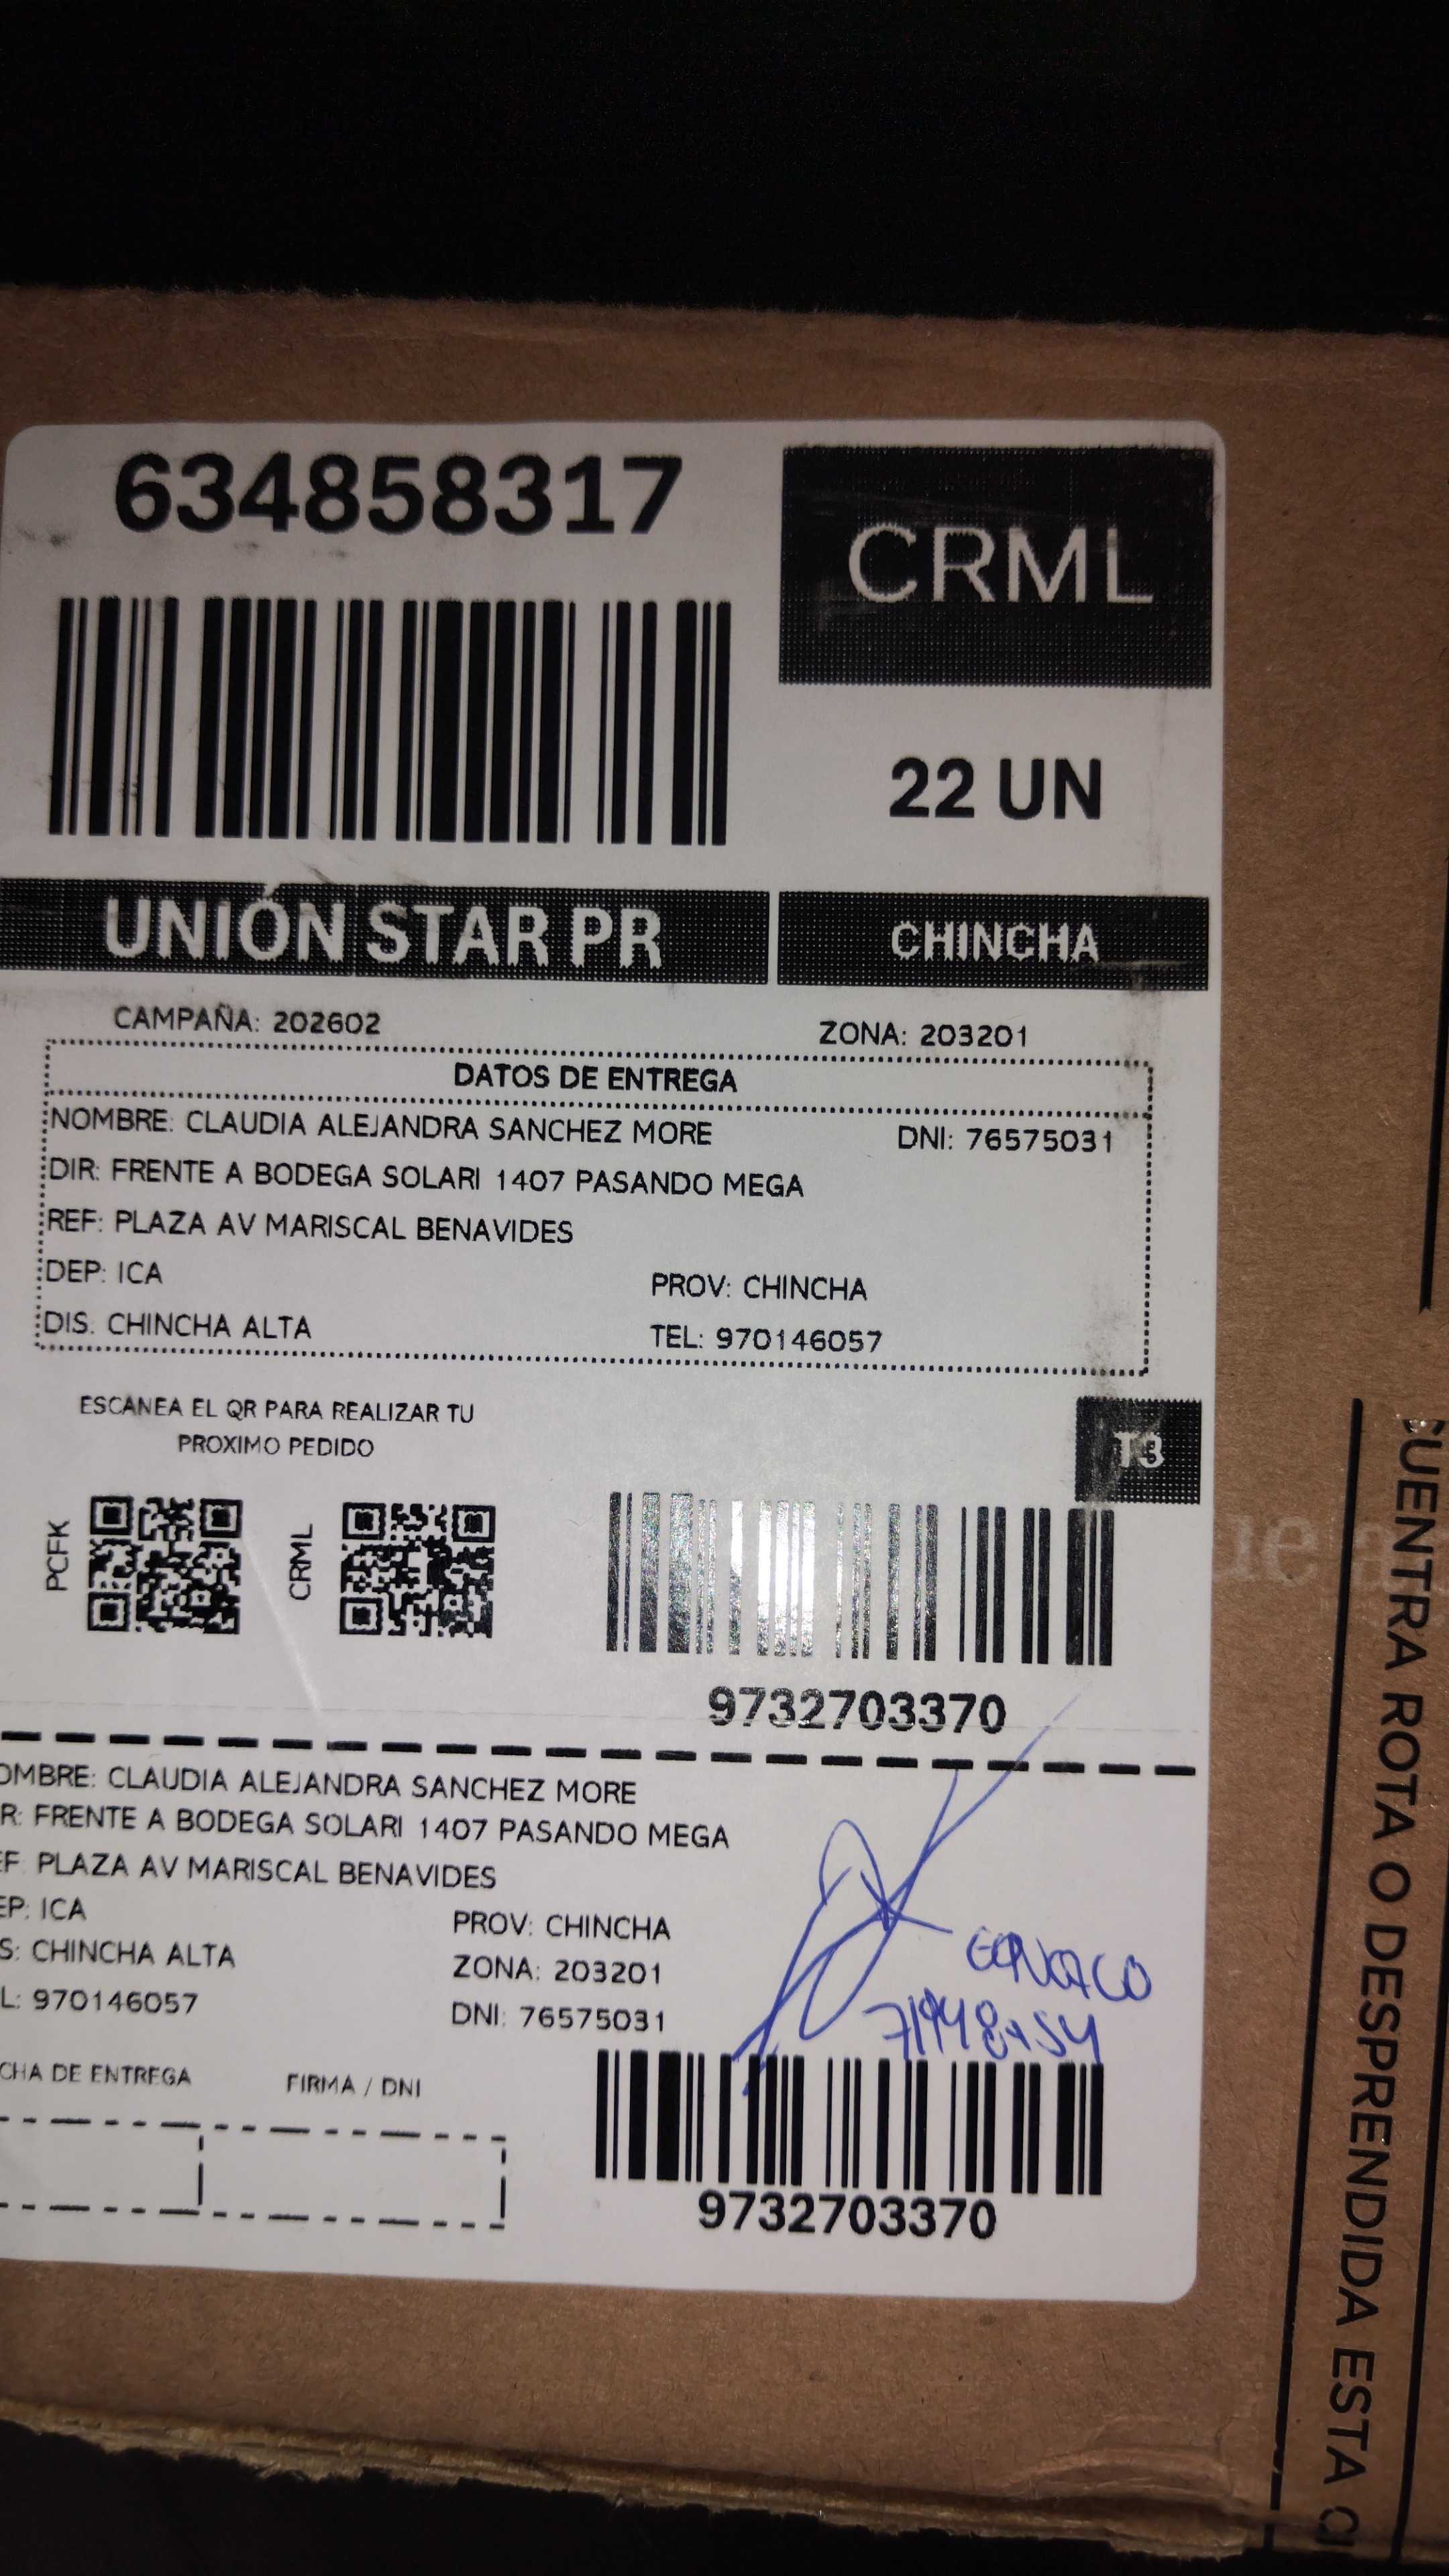 634858317
CRML
22 UN
UNIÓN STAR PR
CHINCHA
CAMPAÑA: 202602
ZONA: 203201
DATOS DE ENTREGA
NOMBRE: CLAUDIA ALEJANDRA SANCHEZ MORE DNI: 76575031
DIR: FRENTE A BODEGA SOLARI 1407 PASANDO MEGA
REF: PLAZA AV MARISCAL BENAVIDES
DEP: ICA PROV: CHINCHA
DIS. CHINCHA ALTA TEL: 970146057
ESCANEA EL QR PARA REALIZAR TU
PROXIMO PEDIDO
T3
PCFK
CRML
9732703370
OMBRE: CLAUDIA ALEJANDRA SANCHEZ MORE
R: FRENTE A BODEGA SOLARI 1407 PASANDO MEGA
EF PLAZA AV MARISCAL BENAVIDES
EP: ICA PROV: CHINCHA
S: CHINCHA ALTA ZONA: 203201
L: 970146057 DNI: 76575031
CHA DE ENTREGA FIRMA / DNI
9732703370
CUENTRA ROTA O DESPRENDIDA ESTA CI